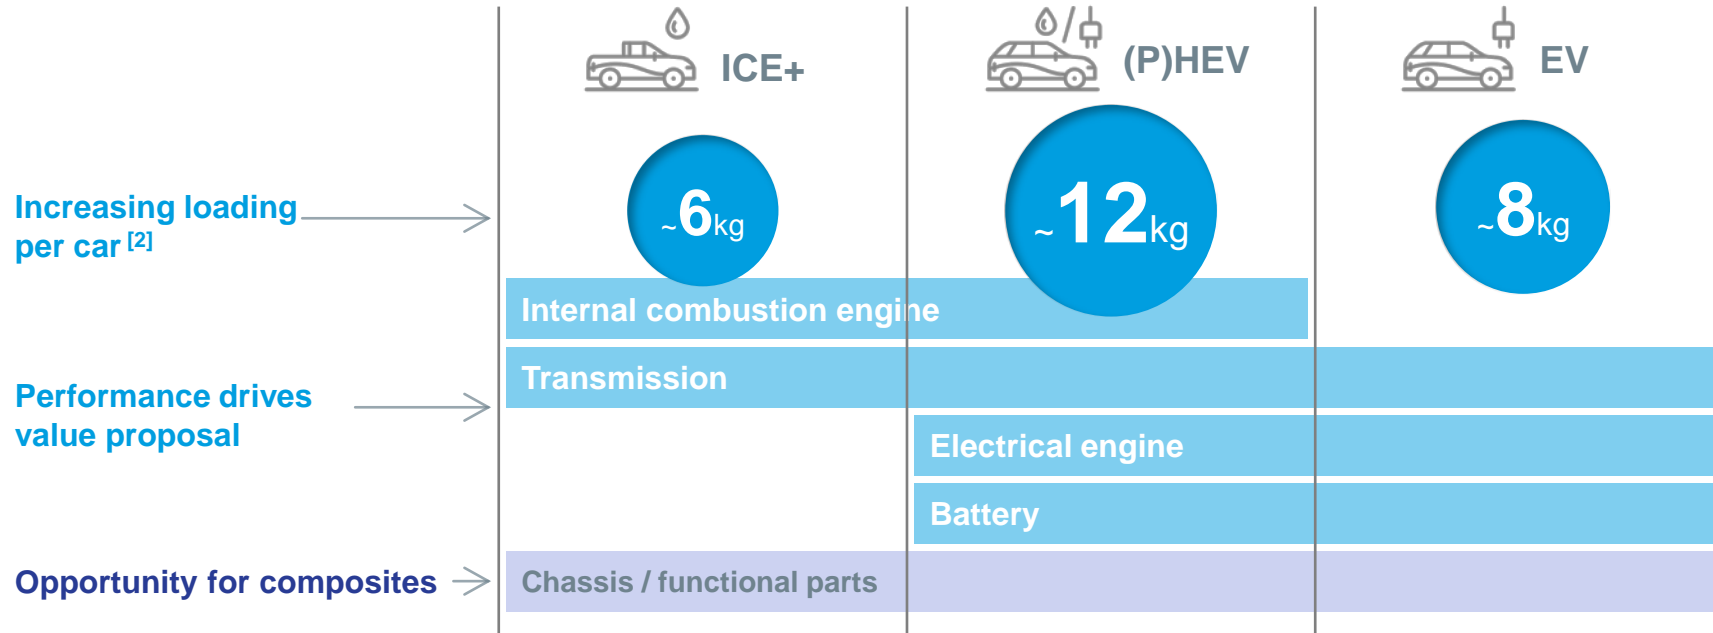 ICE+
(P)HEV
EV
Increasing loading
per car [2]
~6kg
~12kg
~8kg
Internal combustion engine
Transmission
Performance drives
value proposal
Electrical engine
Battery
Opportunity for composites
Chassis / functional parts